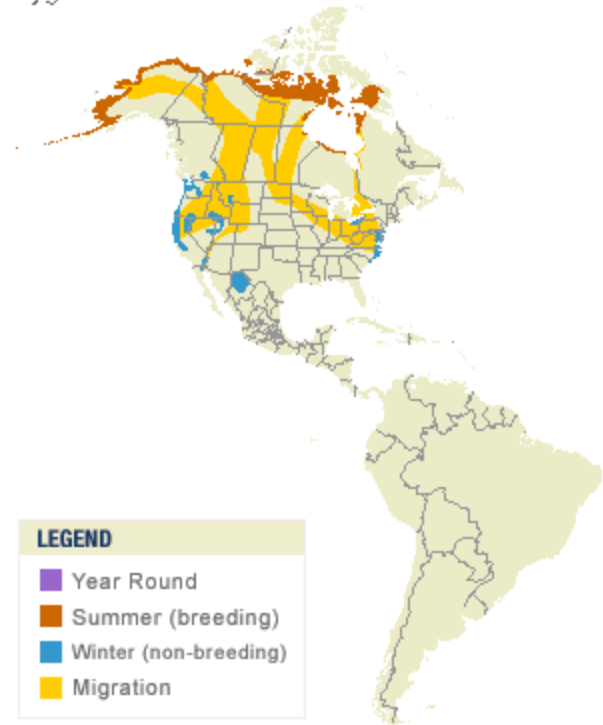 LEGEND
Year Round
Summer (breeding)
Winter (non-breeding)
Migration